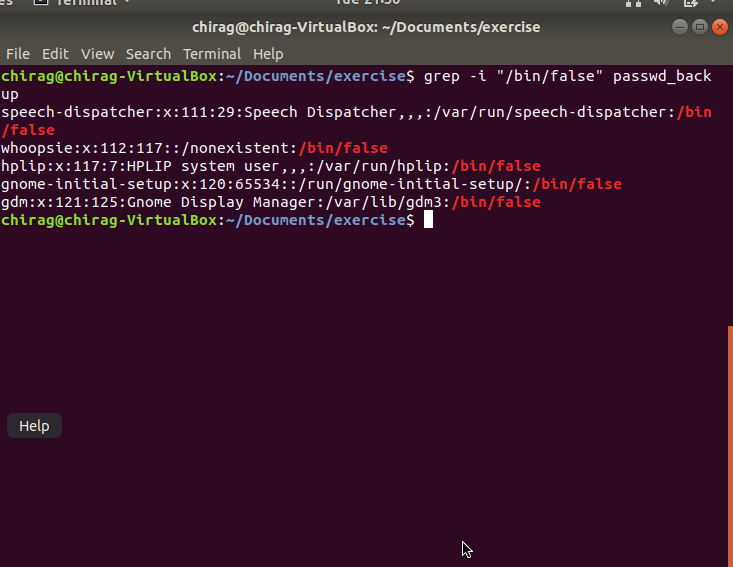 Terminal
Tue 21:30
chirag@chirag-VirtualBox: ~/Documents/exercise
File Edit View Search Terminal Help
chirag@chirag-VirtualBox:~/Documents/exercise$ grep -i "/bin/false" passwd_back
up
speech-dispatcher:x:111:29:Speech Dispatcher,,,:/var/run/speech-dispatcher:/bin
/false
whoopsie:x:112:117::/nonexistent:/bin/false
hplip:x:117:7:HPLIP system user,,,:/var/run/hplip:/bin/false
gnome-initial-setup:x:120:65534::/run/gnome-initial-setup/:/bin/false
gdm:x:121:125:Gnome Display Manager:/var/lib/gdm3:/bin/false
chirag@chirag-VirtualBox:~/Documents/exercise$
Help